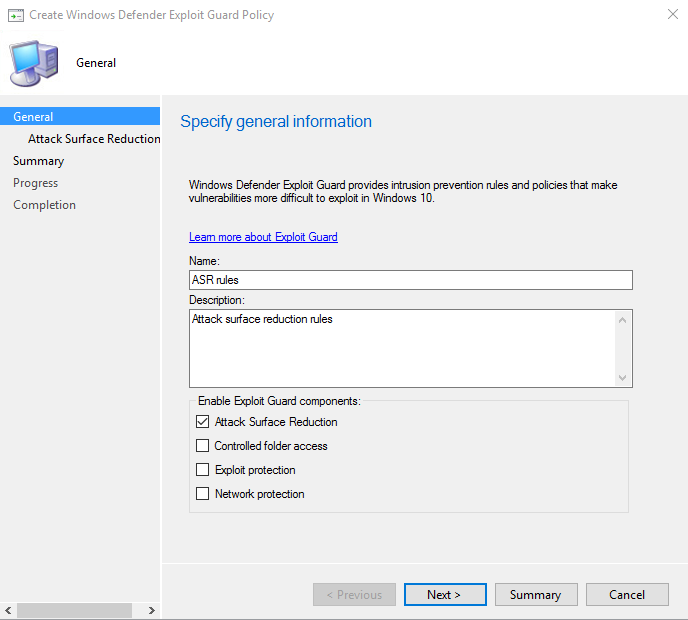 Create Windows Defender Exploit Guard Policy
General
General
Attack Surface Reduction
Summary
Progress
Completion
Specify general information
Windows Defender Exploit Guard provides intrusion prevention rules and policies that make
vulnerabilities more difficult to exploit in Windows 10.
Learn more about Exploit Guard
Name:
ASR rules
Description:
Attack surface reduction rules
Enable Exploit Guard components:
Attack Surface Reduction
Controlled folder access
Exploit protection
Network protection
< Previous
Next >
Summary
Cancel